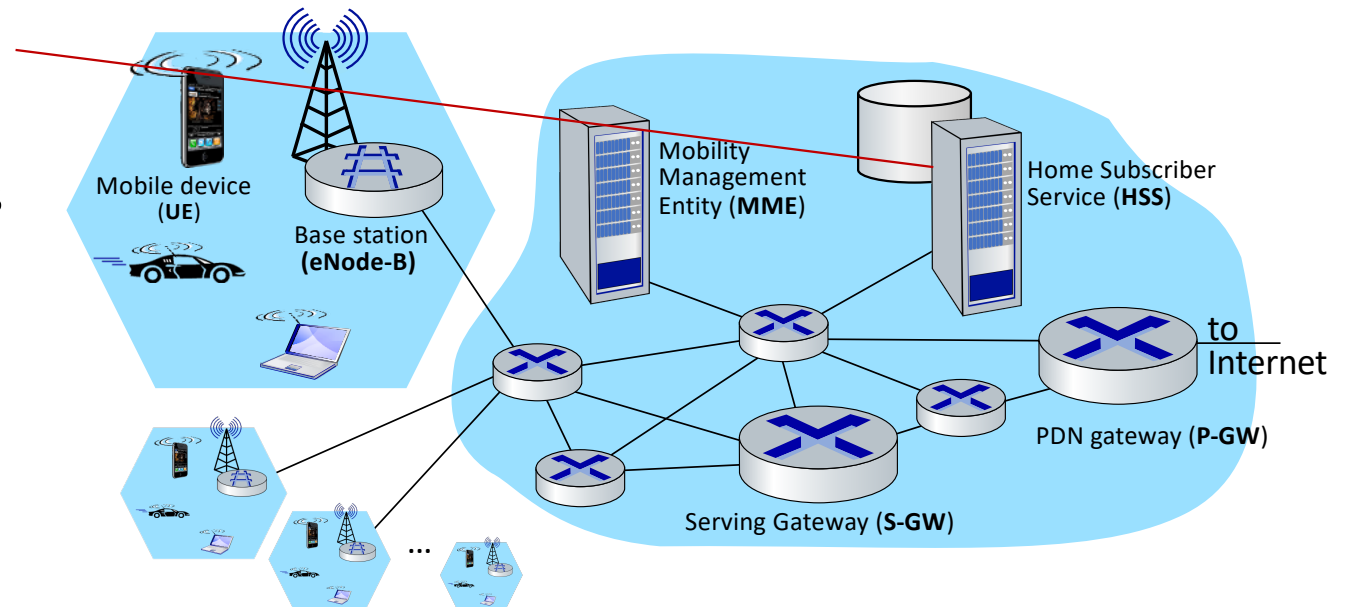 Mobile device
(UE)
Base station
(eNode-B)
Mobility
Management
Entity (MME)
Home Subscriber
Service (HSS)
to
Internet
PDN gateway (P-GW)
Serving Gateway (S-GW)
...